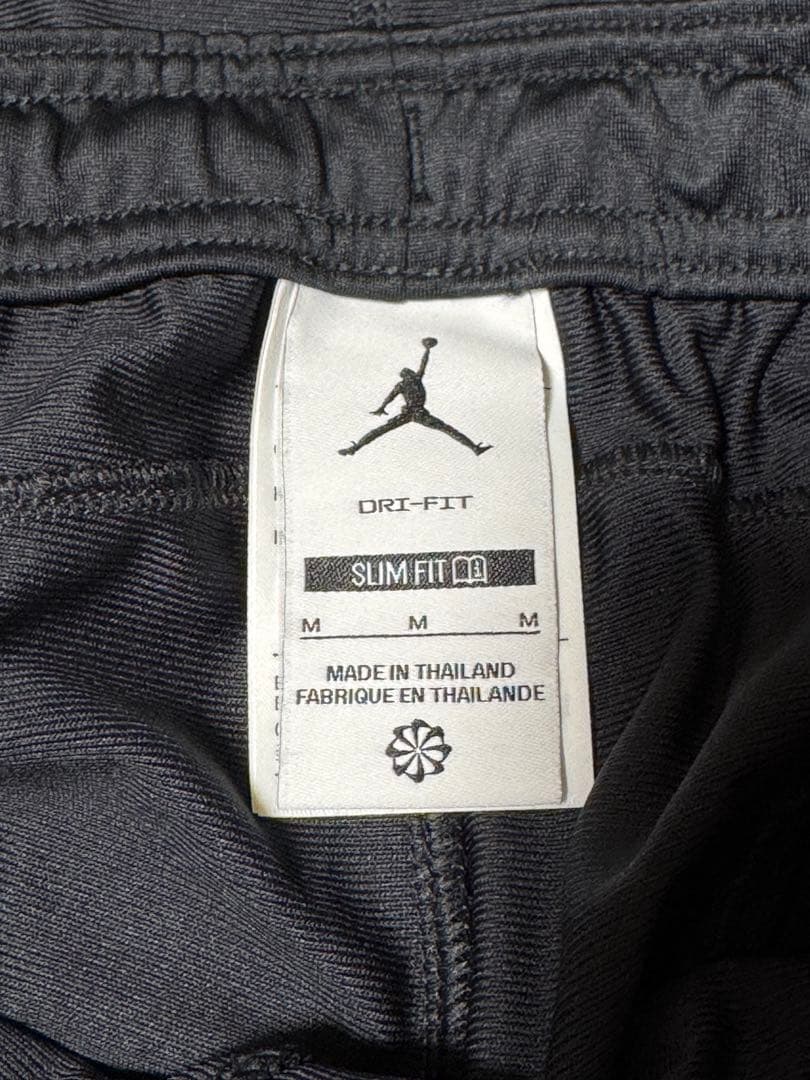 DRI-FIT
SLIM FIT
M M M
MADE IN THAILAND
FABRIQUE EN THAILANDE